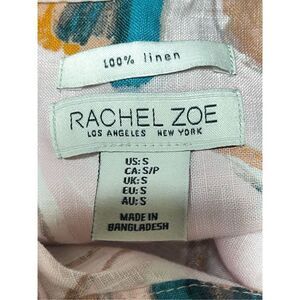 100% linen
RACHEL ZOE
LOS ANGELES NEW YORK
US: S
CA: S/P
UK: S
EU: S
AU: S
MADE IN
BANGLADESH